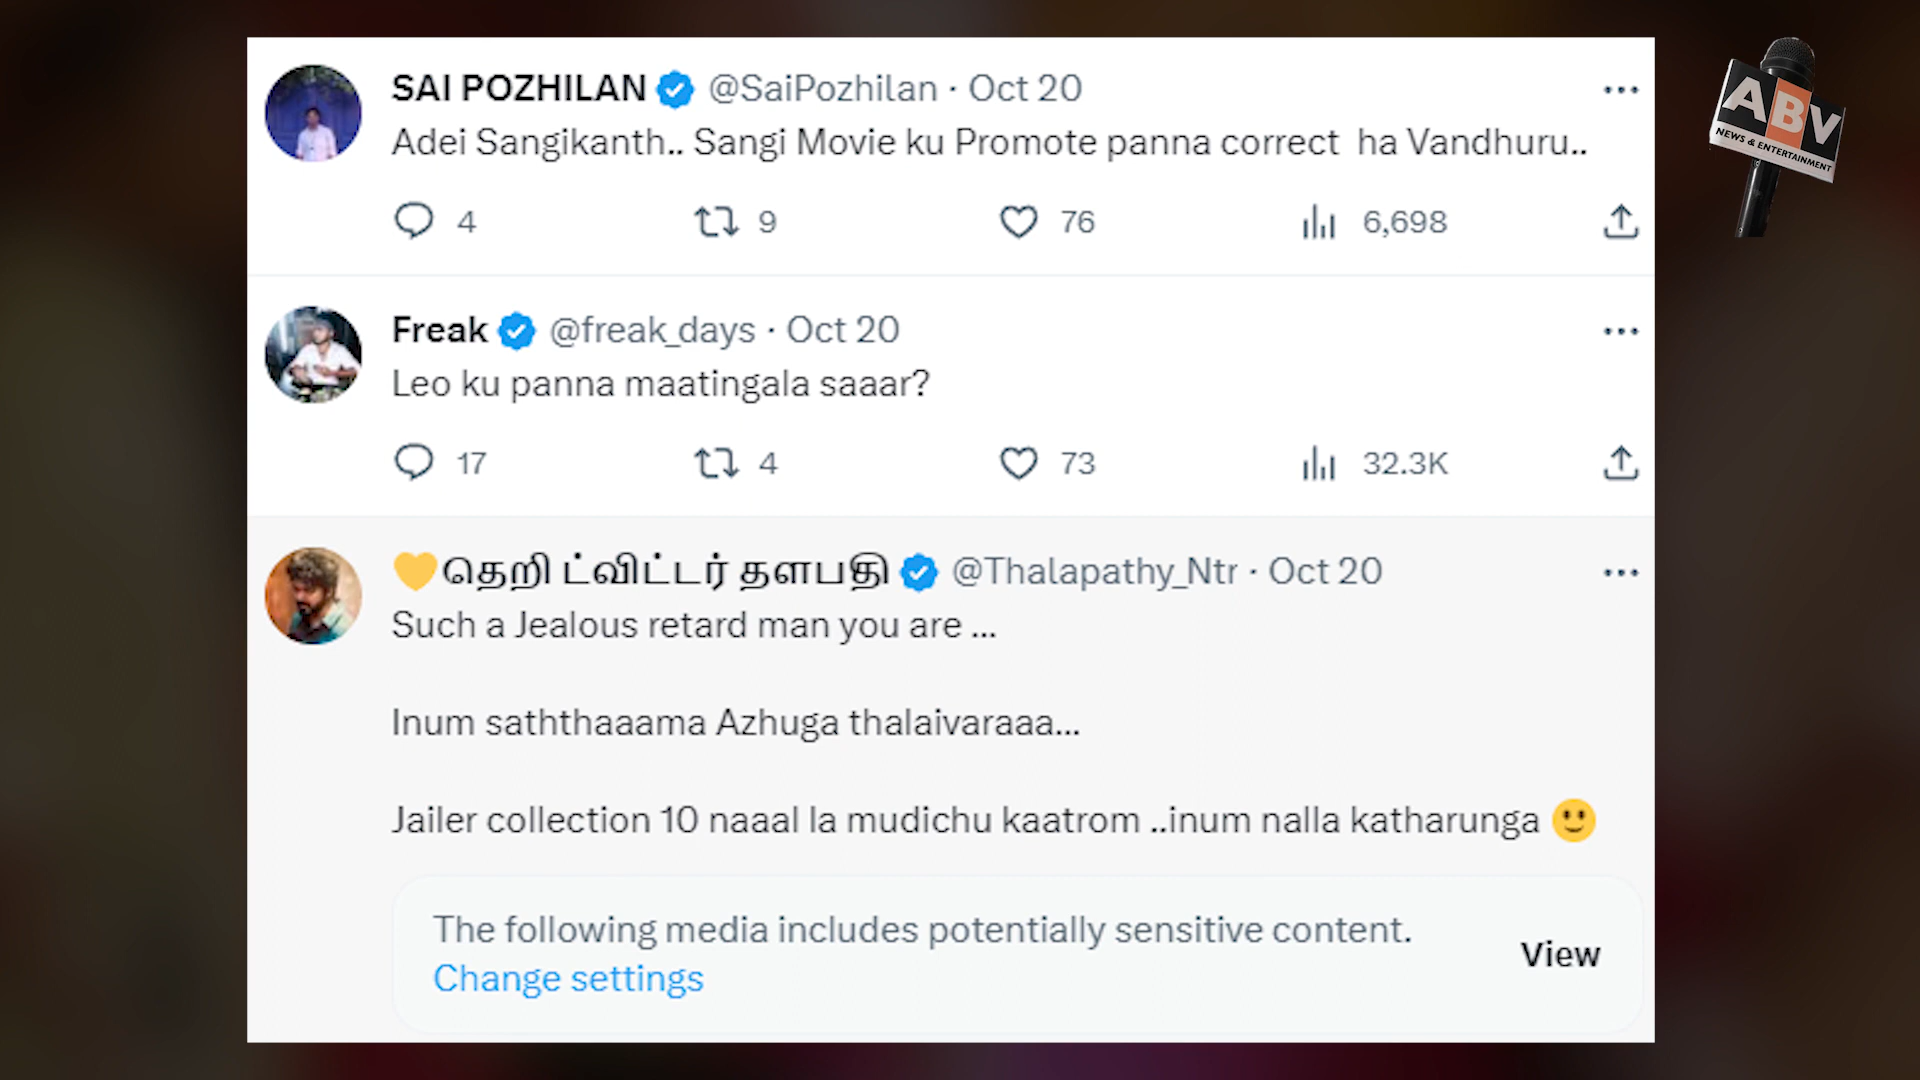 SAI POZHILAN @SaiPozhilan · Oct 20
Adei Sangikanth.. Sangi Movie ku Promote panna correct ha Vandhuru..
4 9 76 6,698
Freak @freak_days · Oct 20
Leo ku panna maatingala saaar?
17 4 73 32.3K
💛தெறி ட்விட்டர் தளபதி @Thalapathy_Ntr · Oct 20
Such a Jealous retard man you are ...
Inum saththaaama Azhuga thalaivaraaa...
Jailer collection 10 naaal la mudichu kaatrom ..inum nalla katharunga 🙂
The following media includes potentially sensitive content.
Change settings
View
ABV
NEWS & ENTERTAINMENT